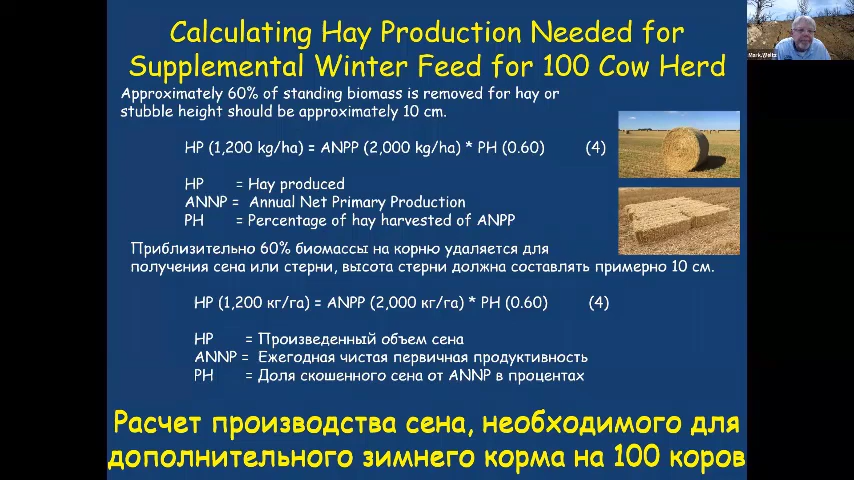 Calculating Hay Production Needed for
Supplemental Winter Feed for 100 Cow Herd
Approximately 60% of standing biomass is removed for hay or
stubble height should be approximately 10 cm.
HP (1,200 kg/ha) = ANPP (2,000 kg/ha) * PH (0.60) (4)
HP = Hay produced
ANNP = Annual Net Primary Production
PH = Percentage of hay harvested of ANPP
Приблизительно 60% биомассы на корню удаляется для
получения сена или стерни, высота стерни должна составлять примерно 10 см.
HP (1,200 кг/га) = ANPP (2,000 кг/га) * PH (0.60) (4)
HP = Произведенный объем сена
ANNP = Ежегодная чистая первичная продуктивность
PH = Доля скошенного сена от ANNP в процентах
Расчет производства сена, необходимого для
дополнительного зимнего корма на 100 коров
Mark.Weltz